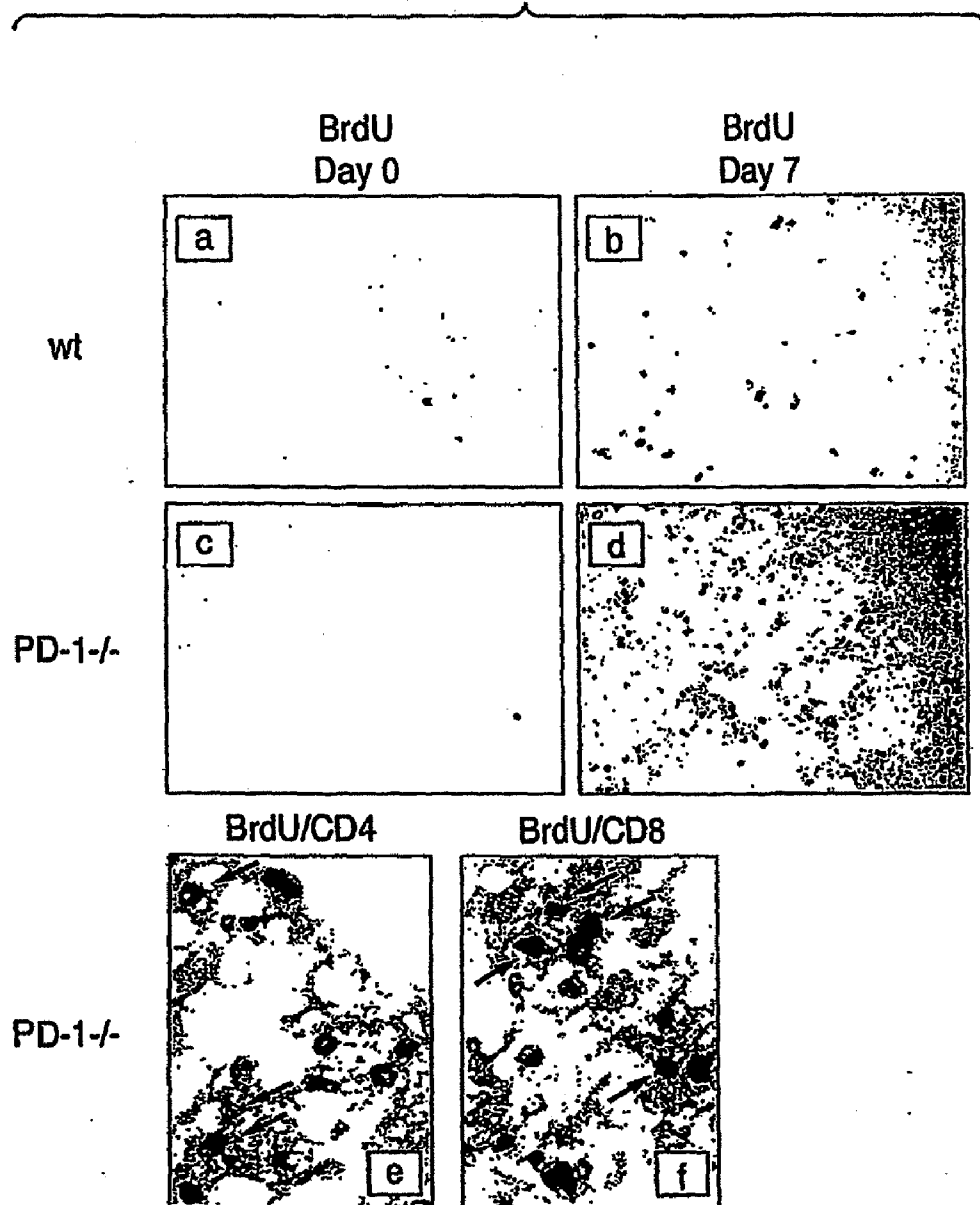 BrdU
Day 0
BrdU
Day 7
wt
a
b
PD-1-/-
c
d
BrdU/CD4
BrdU/CD8
PD-1-/-
e
f